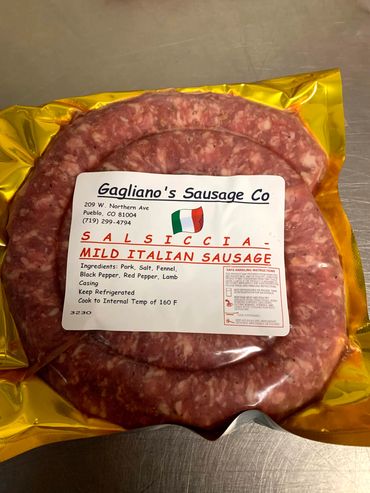 Gagliano's Sausage Co
209 W. Northern Ave
Pueblo, CO 81004
(719) 299-4794
SALSICCIA -
MILD ITALIAN SAUSAGE
Ingredients: Pork, Salt, Fennel,
Black Pepper, Red Pepper, Lamb
Casing
Keep Refrigerated
Cook to Internal Temp of 160 F
3230
SAFE HANDLING INSTRUCTIONS